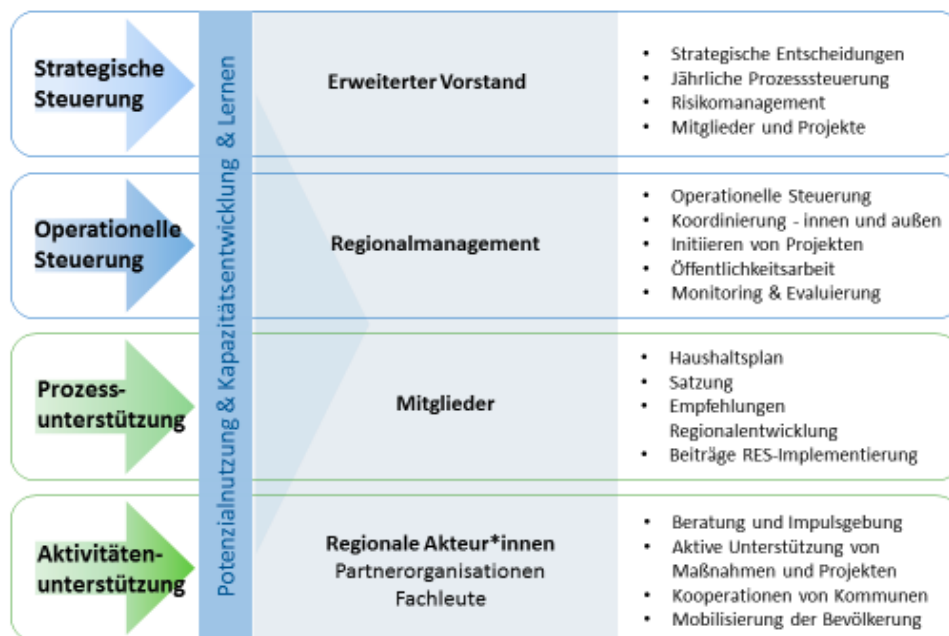 Strategische
Steuerung
Erweiterter Vorstand
• Strategische Entscheidungen
• Jährliche Prozesssteuerung
• Risikomanagement
• Mitglieder und Projekte
Potenzialnutzung & Kapazitätsentwicklung & Lernen
Operationelle
Steuerung
Regionalmanagement
• Operationelle Steuerung
• Koordinierung - innen und außen
• Initiieren von Projekten
• Öffentlichkeitsarbeit
• Monitoring & Evaluierung
Prozess-
unterstützung
Mitglieder
• Haushaltsplan
• Satzung
• Empfehlungen
Regionalentwicklung
• Beiträge RES-Implementierung
Aktivitäten-
unterstützung
Regionale Akteur*innen
Partnerorganisationen
Fachleute
• Beratung und Impulsgebung
• Aktive Unterstützung von
Maßnahmen und Projekten
• Kooperationen von Kommunen
• Mobilisierung der Bevölkerung